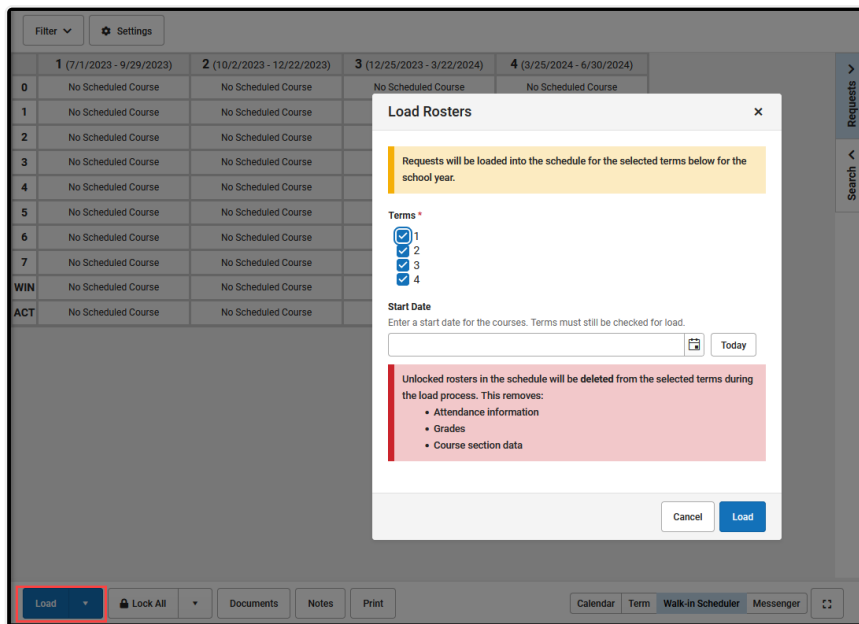 Filter Settings
1 (7/1/2023 - 9/29/2023) 2 (10/2/2023 - 12/22/2023) 3 (12/25/2023 - 3/22/2024) 4 (3/25/2024 - 6/30/2024)
0 No Scheduled Course No Scheduled Course No Scheduled Course No Scheduled Course
1 No Scheduled Course No Scheduled Course
2 No Scheduled Course No Scheduled Course
3 No Scheduled Course No Scheduled Course
4 No Scheduled Course No Scheduled Course
5 No Scheduled Course No Scheduled Course
6 No Scheduled Course No Scheduled Course
7 No Scheduled Course No Scheduled Course
WIN No Scheduled Course No Scheduled Course
ACT No Scheduled Course No Scheduled Course
Requests
Search
Load Rosters
Requests will be loaded into the schedule for the selected terms below for the
school year.
Terms *
1
2
3
4
Start Date
Enter a start date for the courses. Terms must still be checked for load.
Today
Unlocked rosters in the schedule will be deleted from the selected terms during
the load process. This removes:
• Attendance information
• Grades
• Course section data
Cancel Load
Load Lock All Documents Notes Print Calendar Term Walk-in Scheduler Messenger